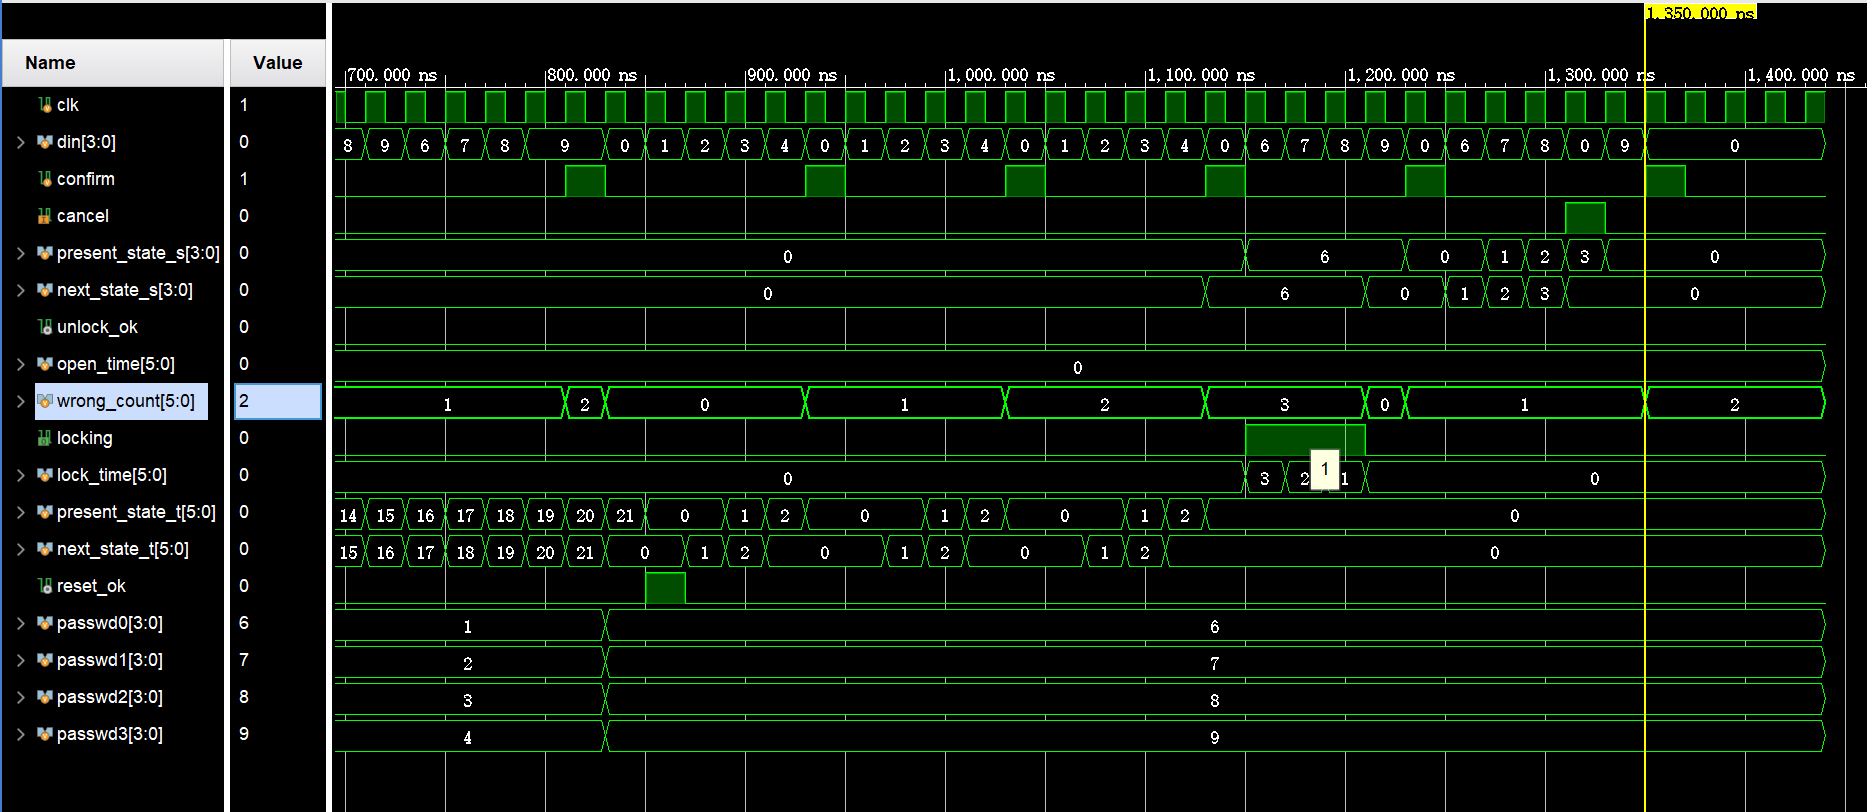 1,350.000 ns
Name Value
700.000 ns 800.000 ns 900.000 ns 1,000.000 ns 1,100.000 ns 1,200.000 ns 1,300.000 ns 1,400.000 ns
clk 1
din[3:0] 0 8 9 6 7 8 9 0 1 2 3 4 0 1 2 3 4 0 1 2 3 4 0 6 7 8 9 0 6 7 8 0 9 0
confirm 1
cancel 0
present_state_s[3:0] 0 0 6 0 1 2 3 0
next_state_s[3:0] 0 0 6 0 1 2 3 0
unlock_ok 0
open_time[5:0] 0 0
wrong_count[5:0] 2 1 2 0 1 2 3 0 1 2
locking 0
lock_time[5:0] 0 0 3 2 1 1 0
present_state_t[5:0] 0 14 15 16 17 18 19 20 21 0 1 2 0 1 2 0 1 2 0
next_state_t[5:0] 0 15 16 17 18 19 20 21 0 1 2 0 1 2 0 1 2 0
reset_ok 0
passwd0[3:0] 6 1 6
passwd1[3:0] 7 2 7
passwd2[3:0] 8 3 8
passwd3[3:0] 9 4 9